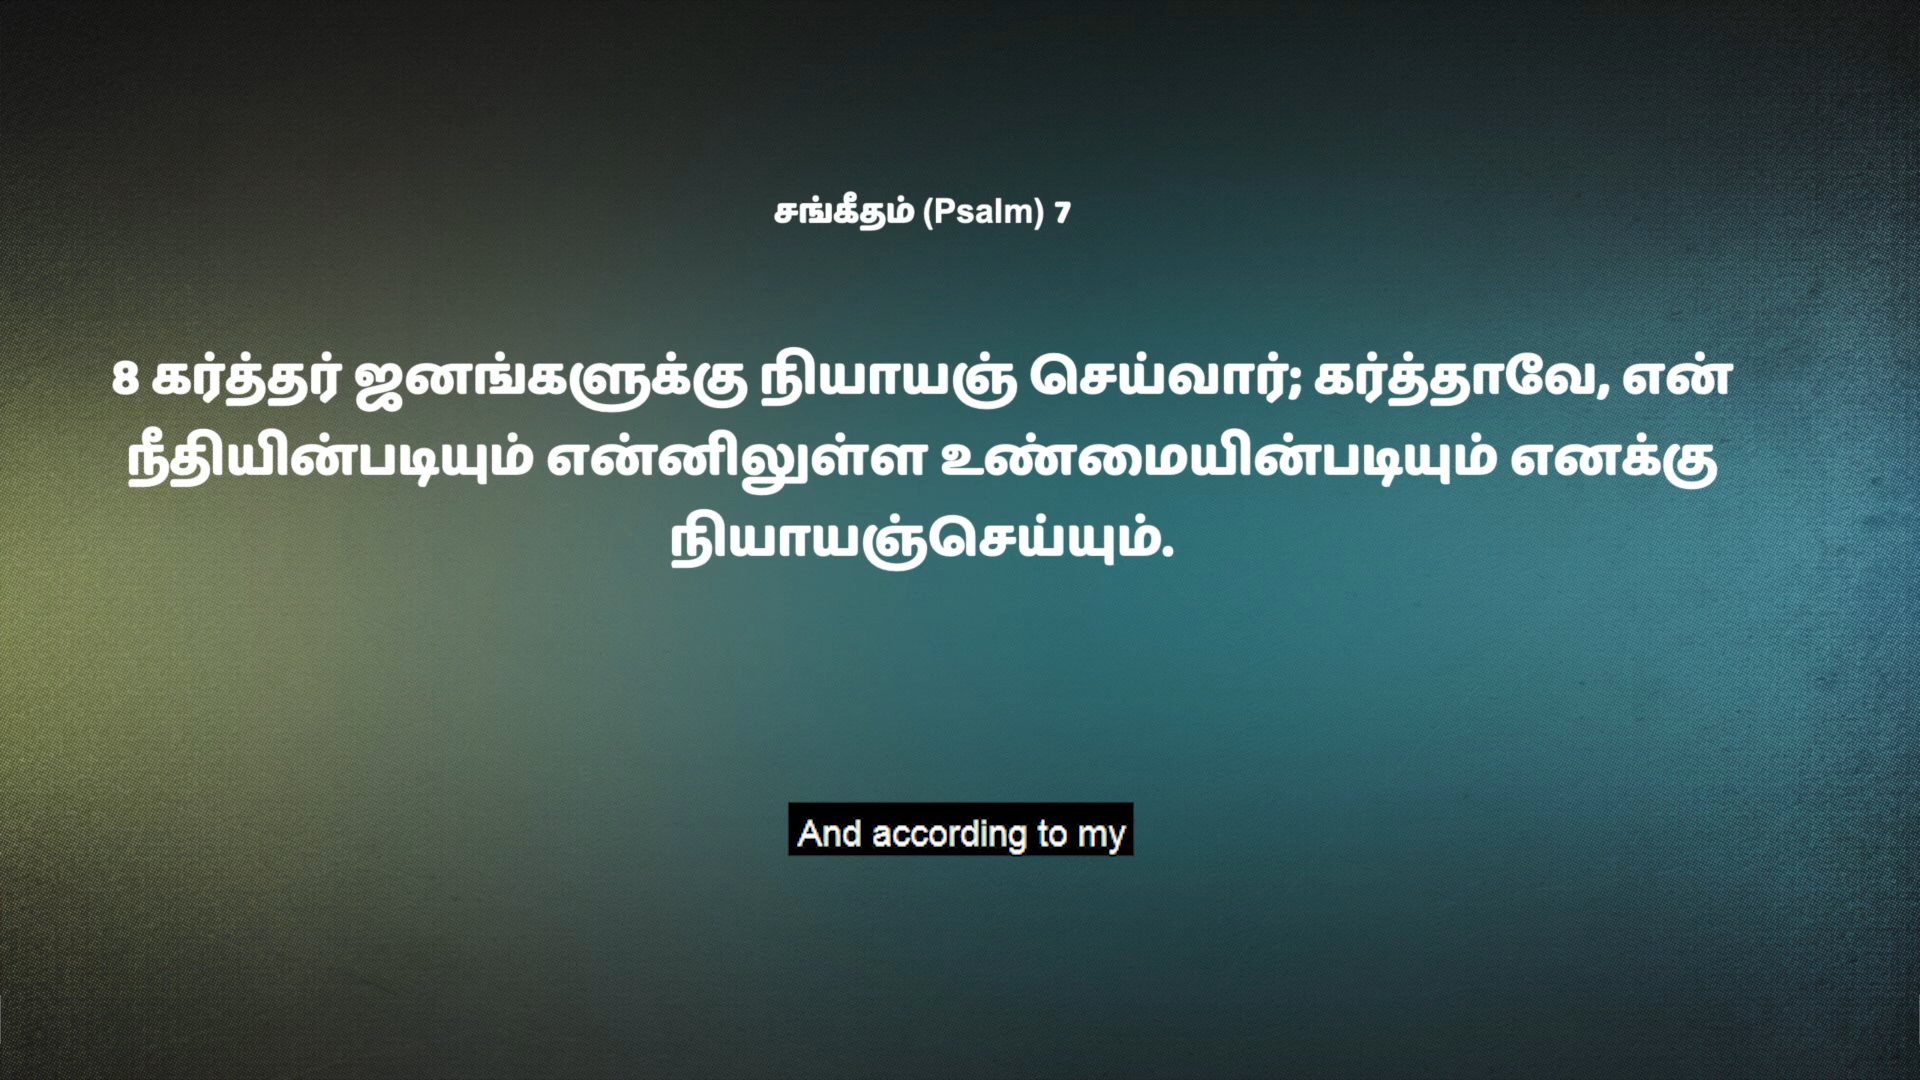 சங்கீதம் (Psalm) 7
8 கர்த்தர் ஜனங்களுக்கு நியாயஞ் செய்வார்; கர்த்தாவே, என்
நீதியின்படியும் என்னிலுள்ள உண்மையின்படியும் எனக்கு
நியாயஞ்செய்யும்.
And according to my